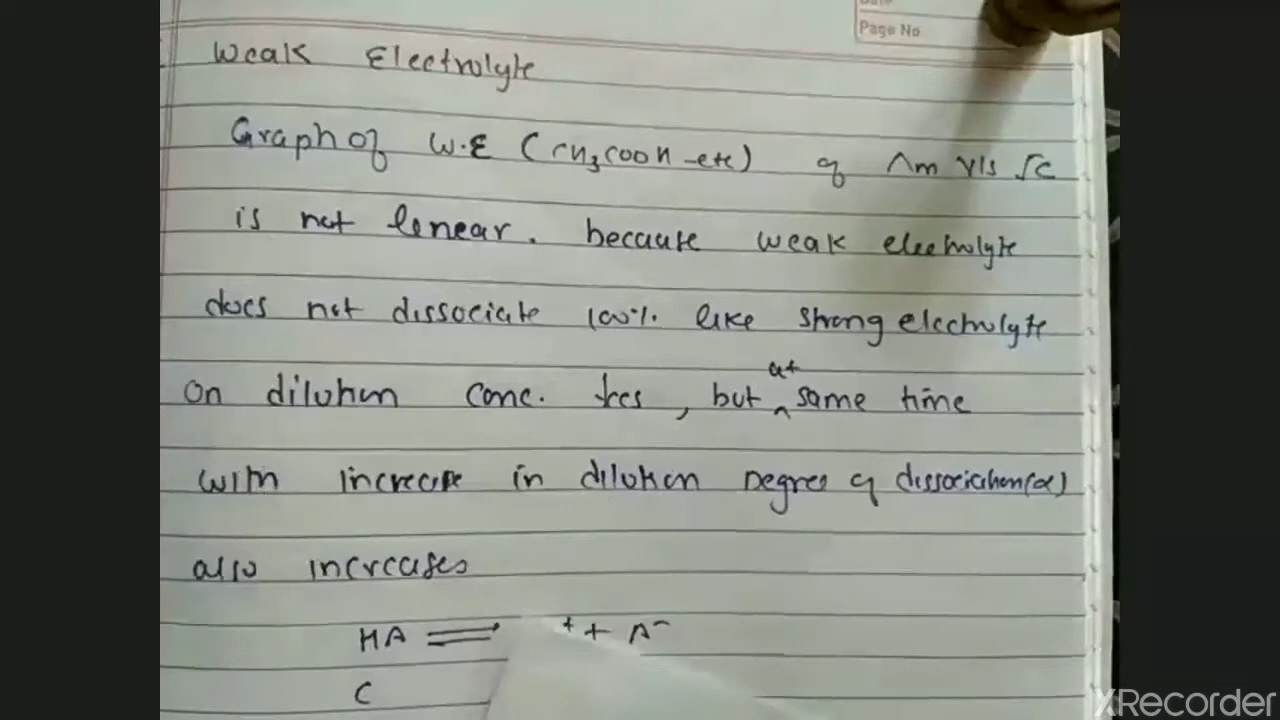 Page No
Weak Electrolyte
Graph of W.E (CH3COOH etc) of Λm v/s √c
is not lenear. because weak electrolyte
does not dissociate 100% like strong electrolyte
on dilution conc. , but at same time
with increase in dilution Degree of dissociation(α)
also increases
HA ⇌ + + A⁻
C
XRecorder